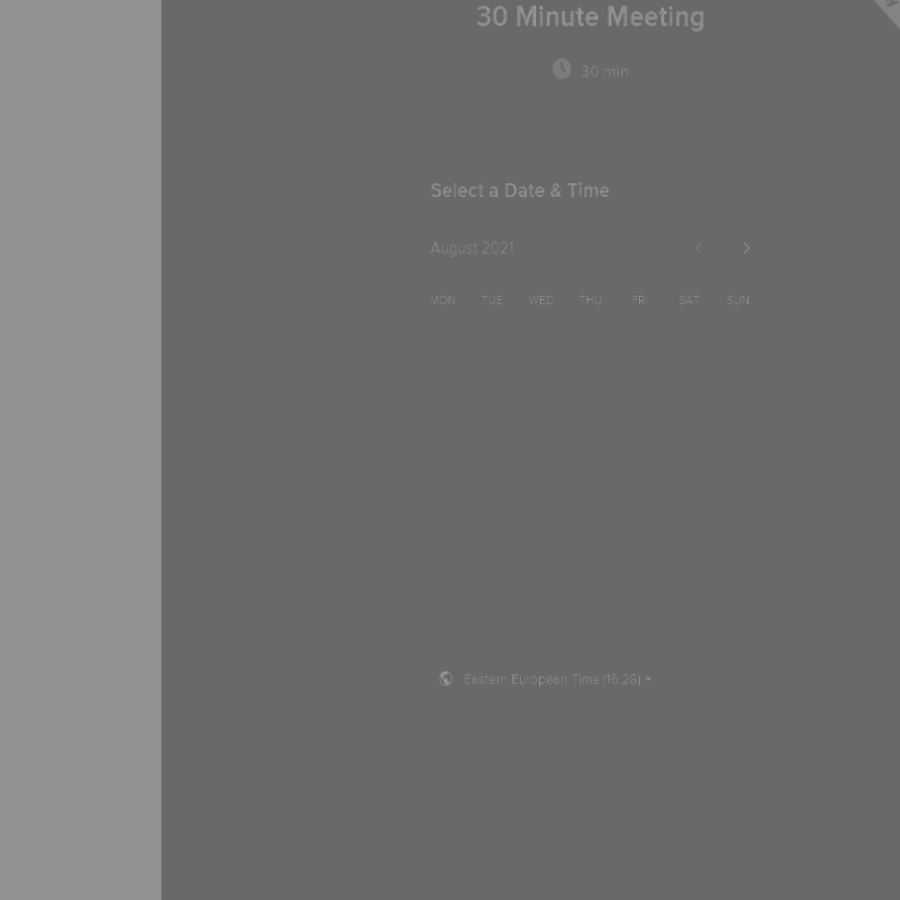 30 Minute Meeting
30 min
Select a Date & Time
August 2021
MON TUE WED THU FRI SAT SUN
Eastern European Time (16:28)